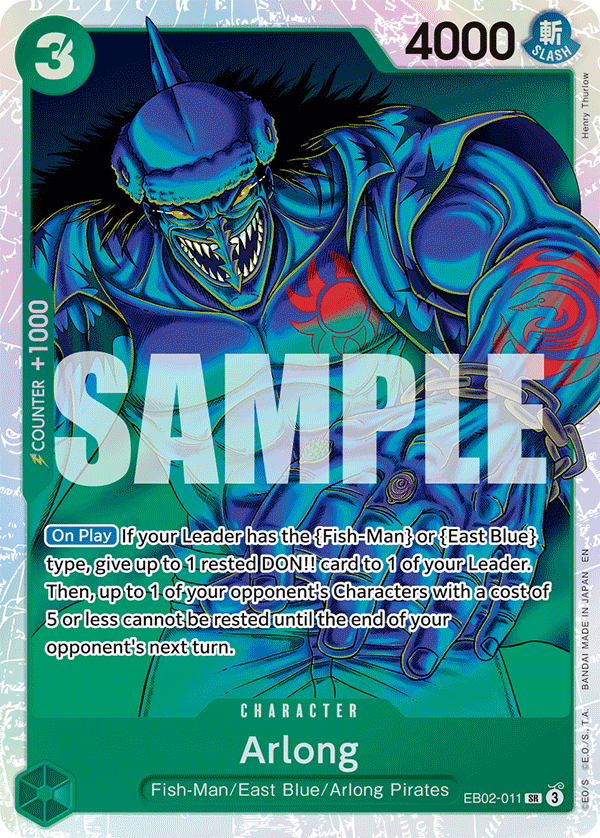 3
4000
斬
SLASH
Henry Thurlow
COUNTER +1000
SAMPLE
On Play If your Leader has the {Fish-Man} or {East Blue}
type, give up to 1 rested DON!! card to 1 of your Leader.
Then, up to 1 of your opponent's Characters with a cost of
5 or less cannot be rested until the end of your
opponent's next turn.
CHARACTER
Arlong
Fish-Man/East Blue/Arlong Pirates
EB02-011 SR 3
©E.O/S ©E.O./S., T.A. BANDAI MADE IN JAPAN EN